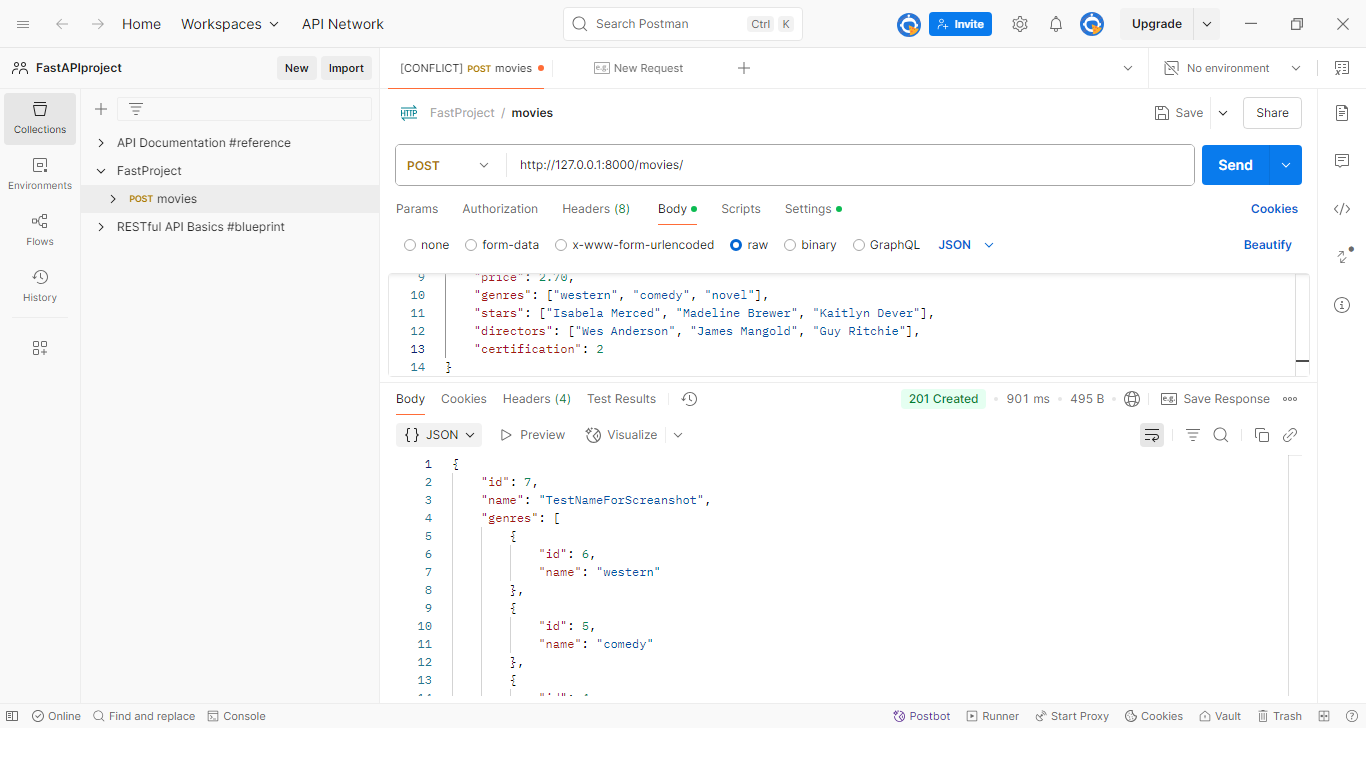 Home Workspaces API Network Search Postman Ctrl K Invite Upgrade
FastAPIproject New Import [CONFLICT] POST movies e.g. New Request No environment
Collections
Environments
Flows
History
API Documentation #reference
FastProject
POST movies
RESTful API Basics #blueprint
HTTP FastProject / movies Save Share
POST http://127.0.0.1:8000/movies/ Send
Params Authorization Headers (8) Body Scripts Settings Cookies
none form-data x-www-form-urlencoded raw binary GraphQL JSON Beautify
9 "price": 2.70,
10 "genres": ["western", "comedy", "novel"],
11 "stars": ["Isabela Merced", "Madeline Brewer", "Kaitlyn Dever"],
12 "directors": ["Wes Anderson", "James Mangold", "Guy Ritchie"],
13 "certification": 2
14 }
Body Cookies Headers (4) Test Results 201 Created 901 ms 495 B e.g. Save Response
{} JSON Preview Visualize
1 {
2 "id": 7,
3 "name": "TestNameForScreanshot",
4 "genres": [
5 {
6 "id": 6,
7 "name": "western"
8 },
9 {
10 "id": 5,
11 "name": "comedy"
12 },
13 {
Online Find and replace Console Postbot Runner Start Proxy Cookies Vault Trash